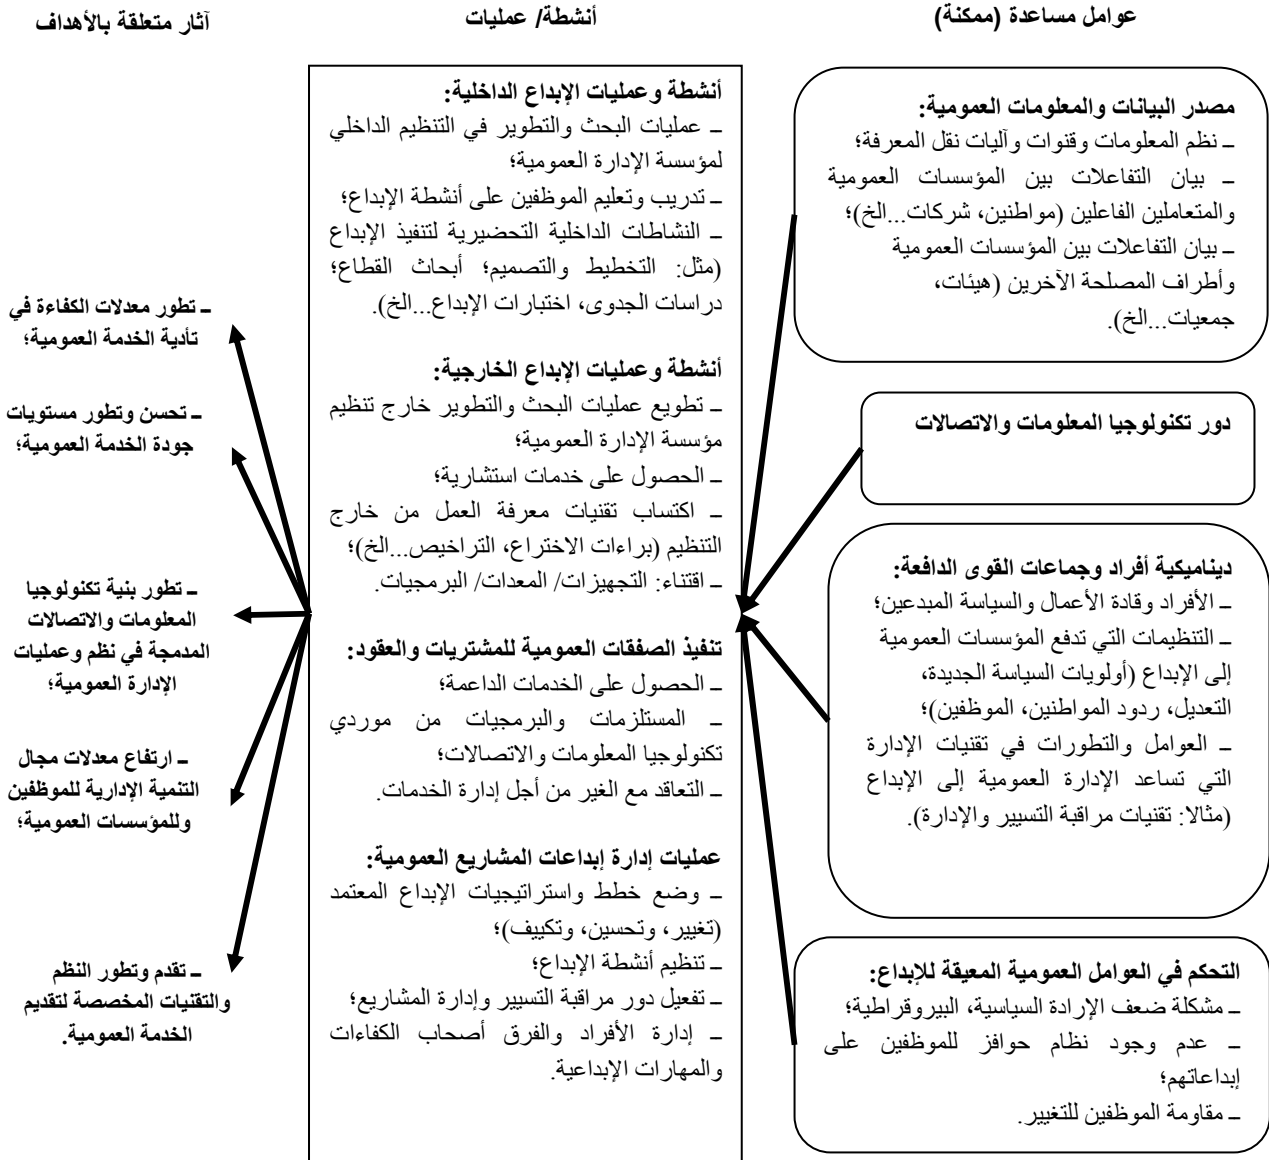 عوامل مساعدة (ممكنة)
مصدر البيانات والمعلومات العمومية:
ـ نظم المعلومات وقنوات وآليات نقل المعرفة؛
ـ بيان التفاعلات بين المؤسسات العمومية
والمتعاملين الفاعلين (مواطنين، شركات...الخ)؛
ـ بيان التفاعلات بين المؤسسات العمومية
وأطراف المصلحة الآخرين (هيئات،
جمعيات...الخ).
دور تكنولوجيا المعلومات والاتصالات
ديناميكية أفراد وجماعات القوى الدافعة:
ـ الأفراد وقادة الأعمال والسياسة المبدعين؛
ـ التنظيمات التي تدفع المؤسسات العمومية
إلى الإبداع (أولويات السياسة الجديدة،
التعديل، ردود المواطنين، الموظفين)؛
ـ العوامل والتطورات في تقنيات الإدارة
التي تساعد الإدارة العمومية إلى الإبداع
(مثالا: تقنيات مراقبة التسيير والإدارة).
التحكم في العوامل العمومية المعيقة للإبداع:
ـ مشكلة ضعف الإرادة السياسية، البيروقراطية؛
ـ عدم وجود نظام حوافز للموظفين على
إبداعاتهم؛
ـ مقاومة الموظفين للتغيير.
أنشطة/ عمليات
أنشطة وعمليات الإبداع الداخلية:
ـ عمليات البحث والتطوير في التنظيم الداخلي
لمؤسسة الإدارة العمومية؛
ـ تدريب وتعليم الموظفين على أنشطة الإبداع؛
ـ النشاطات الداخلية التحضيرية لتنفيذ الإبداع
(مثل: التخطيط والتصميم؛ أبحاث القطاع؛
دراسات الجدوى، اختبارات الإبداع...الخ).
أنشطة وعمليات الإبداع الخارجية:
ـ تطويع عمليات البحث والتطوير خارج تنظيم
مؤسسة الإدارة العمومية؛
ـ الحصول على خدمات استشارية؛
ـ اكتساب تقنيات معرفة العمل من خارج
التنظيم (براءات الاختراع، التراخيص...الخ)؛
ـ اقتناء: التجهيزات/ المعدات/ البرمجيات.
تنفيذ الصفقات العمومية للمشتريات والعقود:
ـ الحصول على الخدمات الداعمة؛
ـ المستلزمات والبرمجيات من موردي
تكنولوجيا المعلومات والاتصالات؛
ـ التعاقد مع الغير من أجل إدارة الخدمات.
عمليات إدارة إبداعات المشاريع العمومية:
ـ وضع خطط واستراتيجيات الإبداع المعتمد
(تغيير، وتحسين، وتكييف)؛
ـ تنظيم أنشطة الإبداع؛
ـ تفعيل دور مراقبة التسيير وإدارة المشاريع؛
ـ إدارة الأفراد والفرق أصحاب الكفاءات
والمهارات الإبداعية.
آثار متعلقة بالأهداف
ـ تطور معدلات الكفاءة في
تأدية الخدمة العمومية؛
ـ تحسن وتطور مستويات
جودة الخدمة العمومية؛
ـ تطور بنية تكنولوجيا
المعلومات والاتصالات
المدمجة في نظم وعمليات
الإدارة العمومية؛
ـ ارتفاع معدلات مجال
التنمية الإدارية للموظفين
وللمؤسسات العمومية؛
ـ تقدم وتطور النظم
والتقنيات المخصصة لتقديم
الخدمة العمومية.